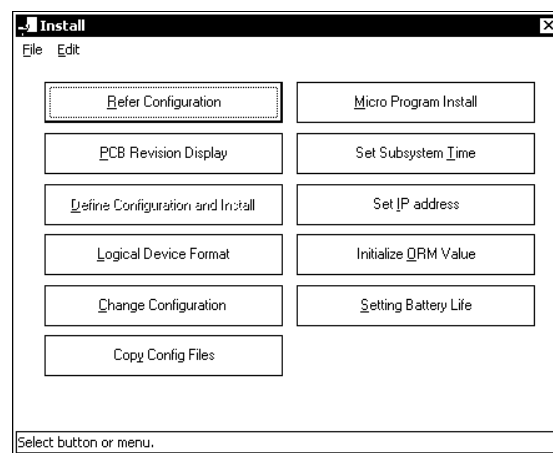 Install
File Edit
Refer Configuration
Micro Program Install
PCB Revision Display
Set Subsystem Time
Define Configuration and Install
Set IP address
Logical Device Format
Initialize ORM Value
Change Configuration
Setting Battery Life
Copy Config Files
Select button or menu.